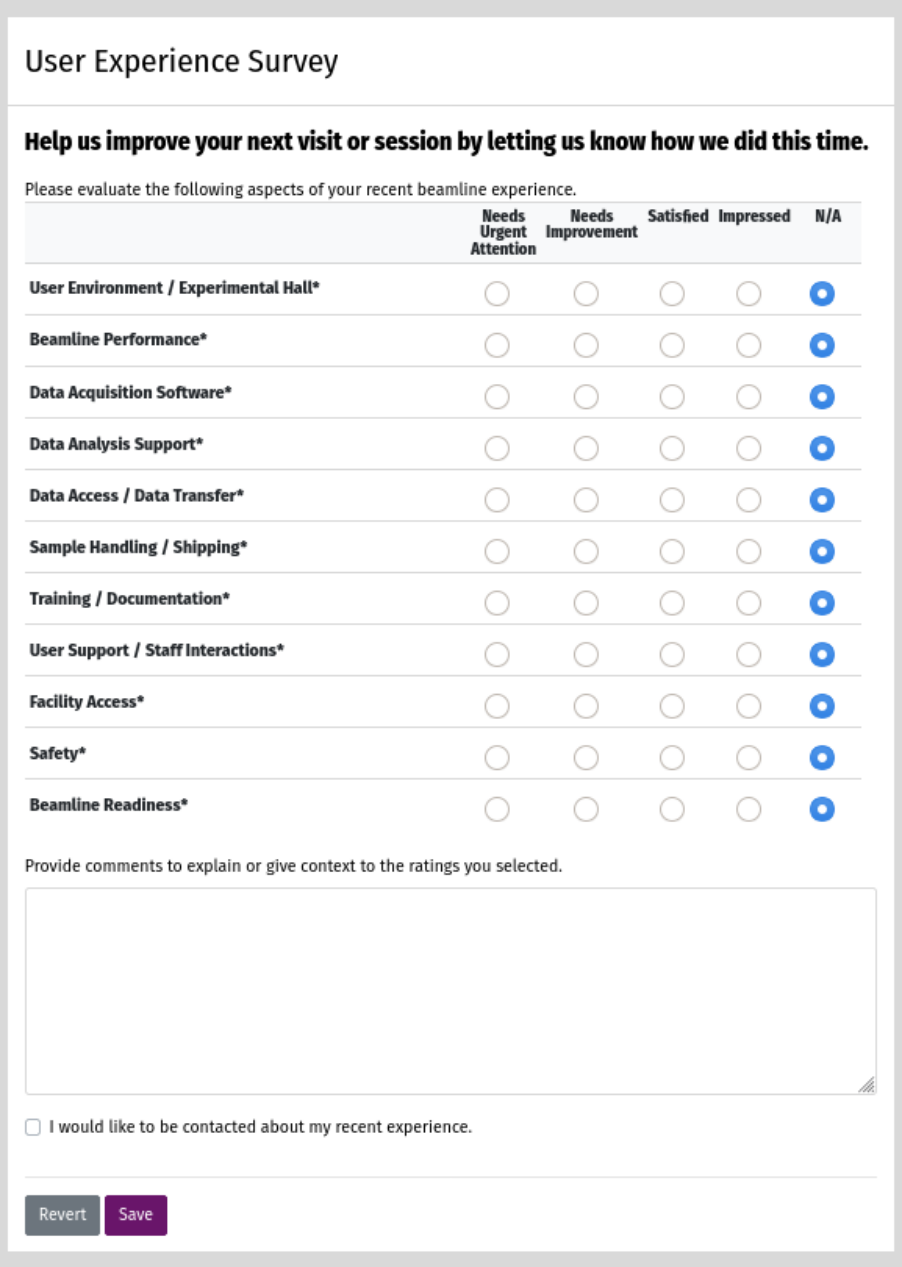 User Experience Survey
Help us improve your next visit or session by letting us know how we did this time.
Please evaluate the following aspects of your recent beamline experience.
Needs Urgent Attention Needs Improvement Satisfied Impressed N/A
User Environment / Experimental Hall*
Beamline Performance*
Data Acquisition Software*
Data Analysis Support*
Data Access / Data Transfer*
Sample Handling / Shipping*
Training / Documentation*
User Support / Staff Interactions*
Facility Access*
Safety*
Beamline Readiness*
Provide comments to explain or give context to the ratings you selected.
I would like to be contacted about my recent experience.
Revert Save